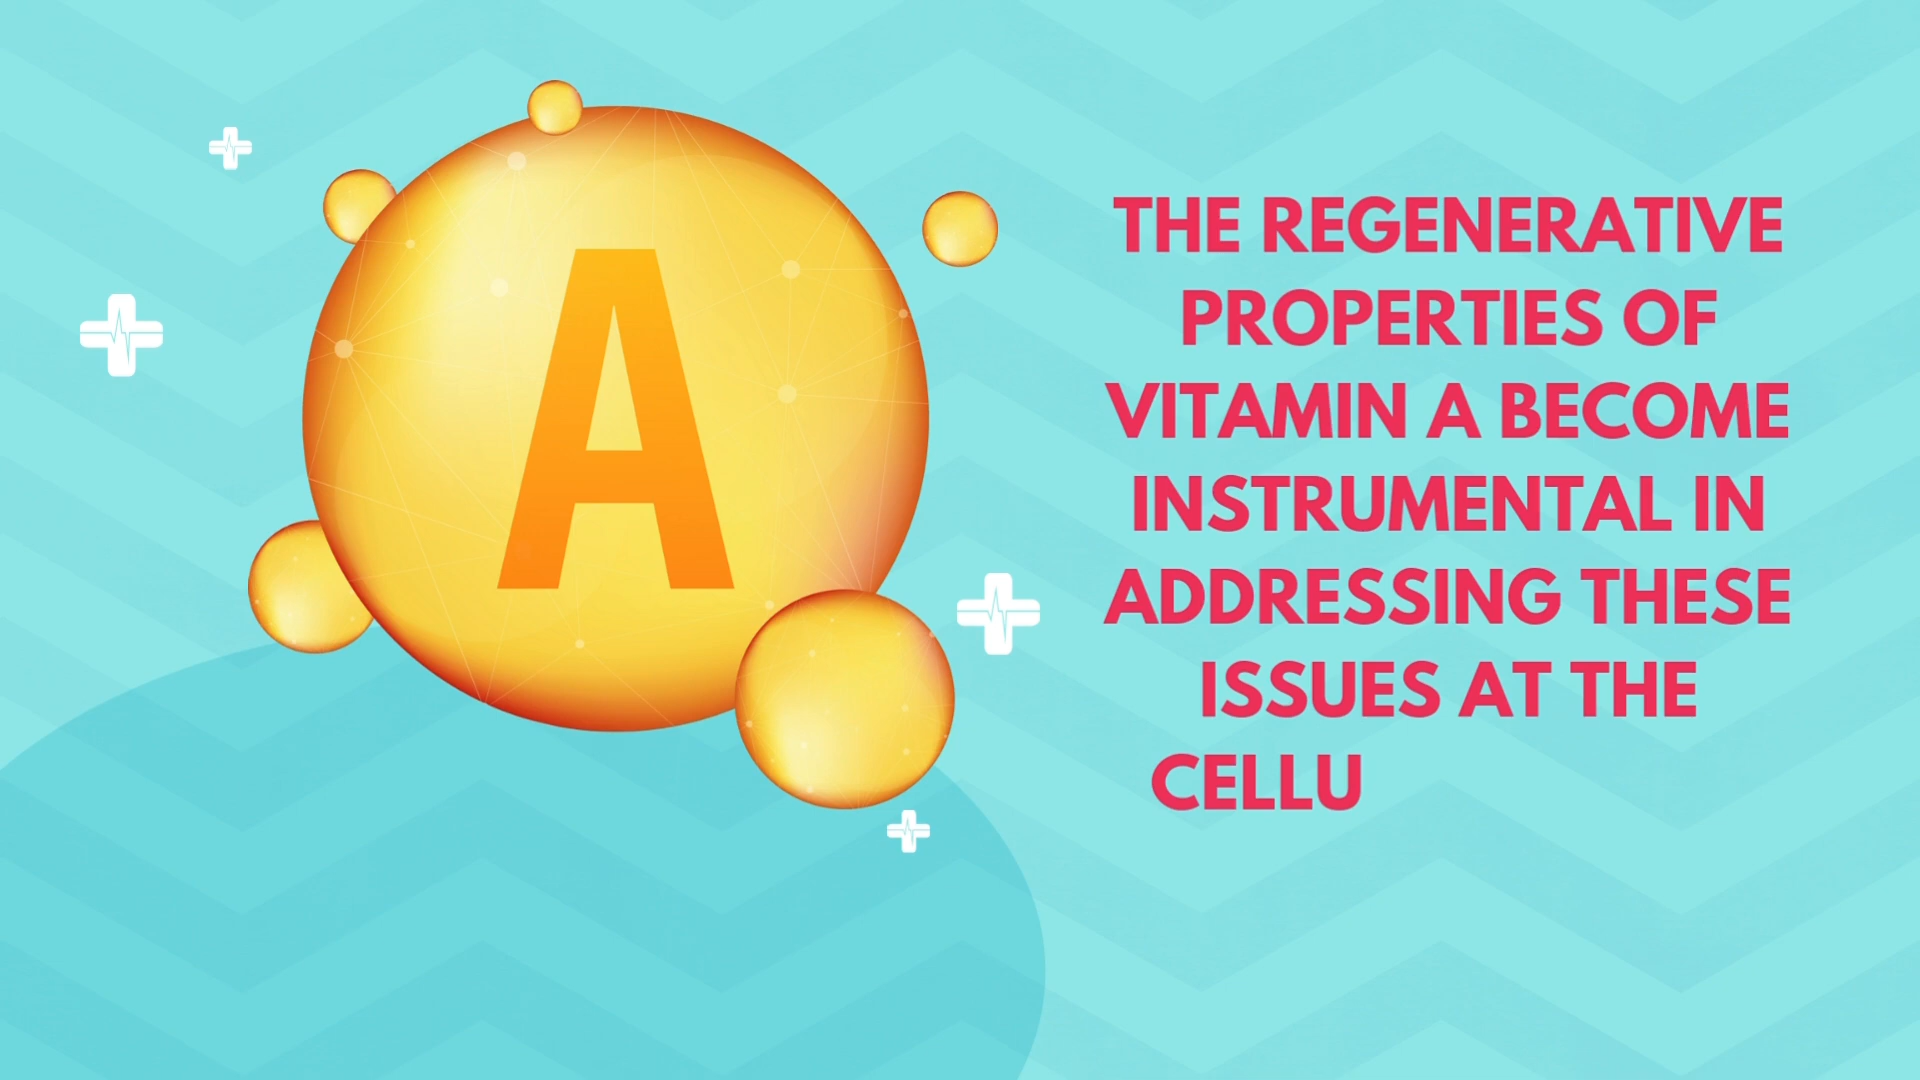 A
THE REGENERATIVE
PROPERTIES OF
VITAMIN A BECOME
INSTRUMENTAL IN
ADDRESSING THESE
ISSUES AT THE
CELLU